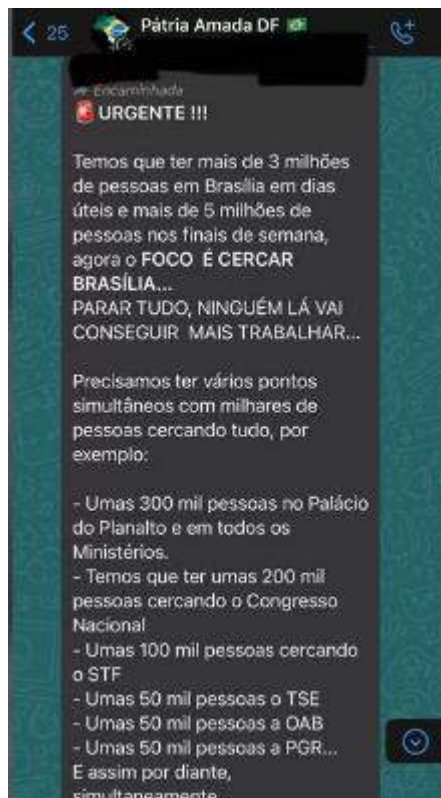 25
Pátria Amada DF 🇧🇷
Encaminhada
🚨 URGENTE !!!
Temos que ter mais de 3 milhões
de pessoas em Brasília em dias
úteis e mais de 5 milhões de
pessoas nos finais de semana,
agora o FOCO É CERCAR
BRASÍLIA...
PARAR TUDO, NINGUÉM LÁ VAI
CONSEGUIR MAIS TRABALHAR...
Precisamos ter vários pontos
simultâneos com milhares de
pessoas cercando tudo, por
exemplo:
- Umas 300 mil pessoas no Palácio
do Planalto e em todos os
Ministérios.
- Temos que ter umas 200 mil
pessoas cercando o Congresso
Nacional
- Umas 100 mil pessoas cercando
o STF
- Umas 50 mil pessoas o TSE
- Umas 50 mil pessoas a OAB
- Umas 50 mil pessoas a PGR...
E assim por diante,
simultaneamente